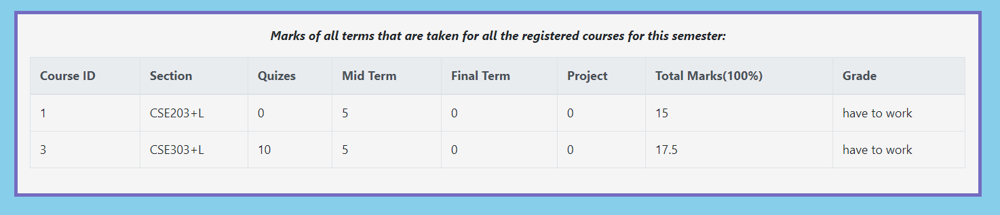 Marks of all terms that are taken for all the registered courses for this semester:
Course ID Section Quizes Mid Term Final Term Project Total Marks(100%) Grade
1 CSE203+L 0 5 0 0 15 have to work
3 CSE303+L 10 5 0 0 17.5 have to work